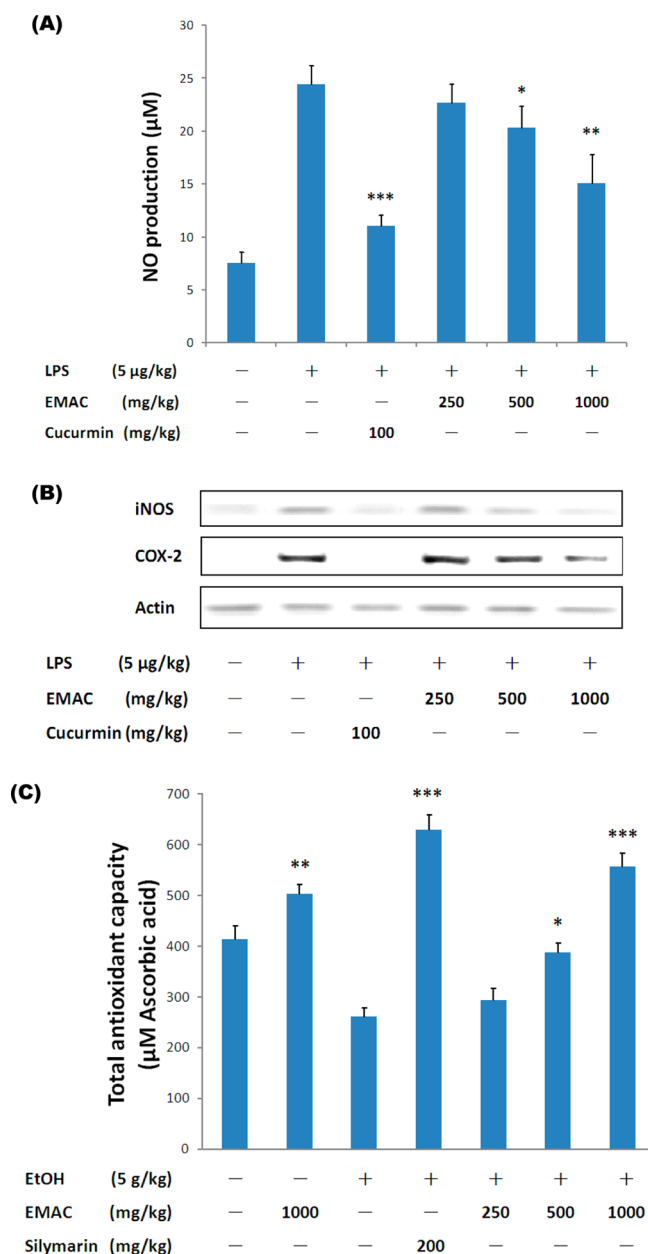 (A)
NO production (µM)
30
25
20
15
10
5
0
***
*
**
LPS (5 µg/kg) — + + + + +
EMAC (mg/kg) — — — 250 500 1000
Cucurmin (mg/kg) — — 100 — — —
(B)
iNOS
COX-2
Actin
LPS (5 µg/kg) — + + + + +
EMAC (mg/kg) — — — 250 500 1000
Cucurmin (mg/kg) — — 100 — — —
(C)
Total antioxidant capacity
(µM Ascorbic acid)
700
600
500
400
300
200
100
0
**
***
*
***
EtOH (5 g/kg) — — + + + + +
EMAC (mg/kg) — 1000 — — 250 500 1000
Silymarin (mg/kg) — — — 200 — — —